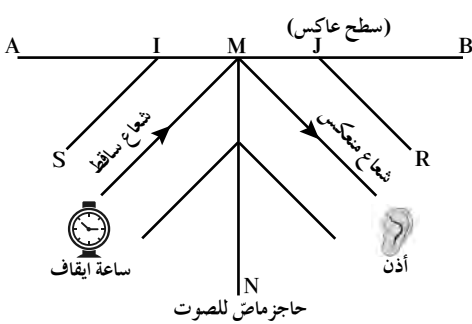 (سطح عاكس)
A I M J B
شعاع ساقط
شعاع منعكس
S R
ساعة ايقاف
أذن
N
حاجزماصّ للصوت